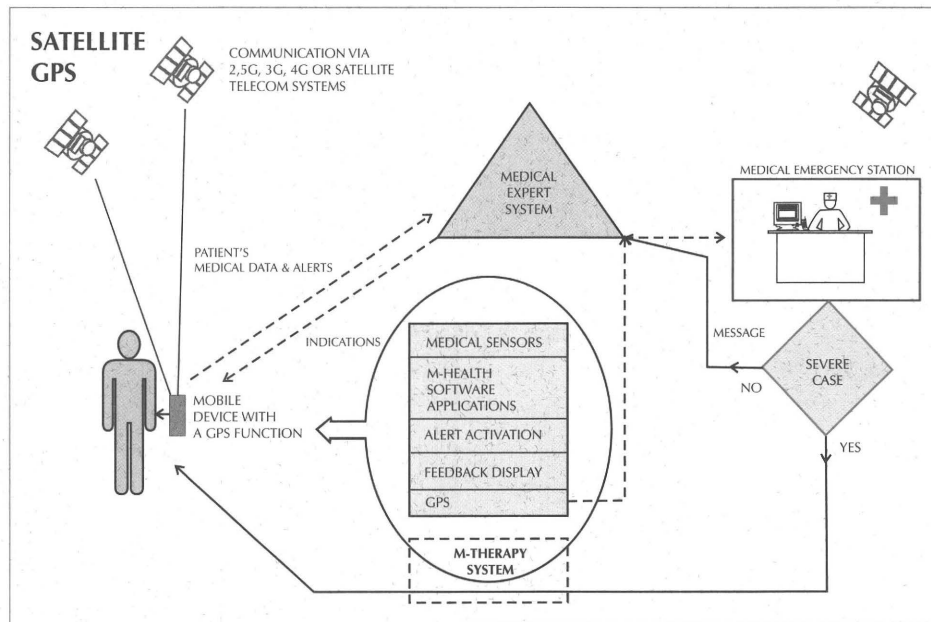 SATELLITE
GPS
COMMUNICATION VIA
2,5G, 3G, 4G OR SATELLITE
TELECOM SYSTEMS
MEDICAL
EXPERT
SYSTEM
MEDICAL EMERGENCY STATION
PATIENT'S
MEDICAL DATA & ALERTS
INDICATIONS
MESSAGE
NO
SEVERE
CASE
YES
MOBILE
DEVICE WITH
A GPS FUNCTION
MEDICAL SENSORS
M-HEALTH
SOFTWARE
APPLICATIONS
ALERT ACTIVATION
FEEDBACK DISPLAY
GPS
M-THERAPY
SYSTEM